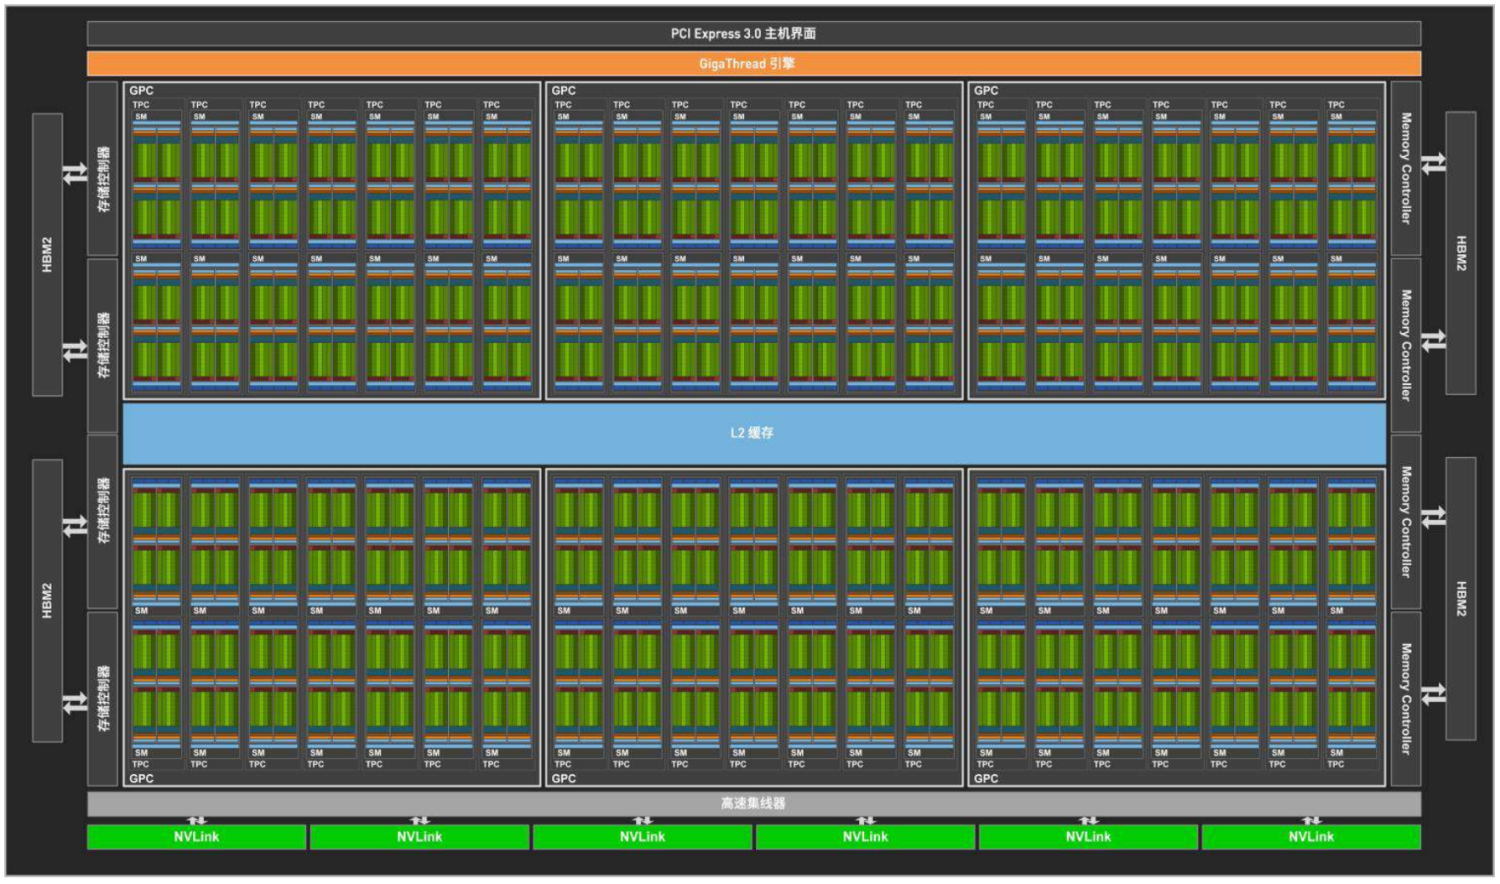 PCI Express 3.0 主机界面
GigaThread 引擎
GPC GPC GPC
TPC TPC TPC TPC TPC TPC TPC TPC TPC TPC TPC TPC TPC TPC TPC TPC TPC TPC TPC TPC TPC
SM SM SM SM SM SM SM SM SM SM SM SM SM SM SM SM SM SM SM SM SM
存储控制器
Memory Controller
HBM2
HBM2
SM SM SM SM SM SM SM SM SM SM SM SM SM SM SM SM SM SM SM SM SM
存储控制器
Memory Controller
L2 缓存
存储控制器
Memory Controller
HBM2
HBM2
SM SM SM SM SM SM SM SM SM SM SM SM SM SM SM SM SM SM SM SM SM
存储控制器
Memory Controller
SM SM SM SM SM SM SM SM SM SM SM SM SM SM SM SM SM SM SM SM SM
TPC TPC TPC TPC TPC TPC TPC TPC TPC TPC TPC TPC TPC TPC TPC TPC TPC TPC TPC TPC TPC
GPC GPC GPC
高速集线器
NVLink NVLink NVLink NVLink NVLink NVLink